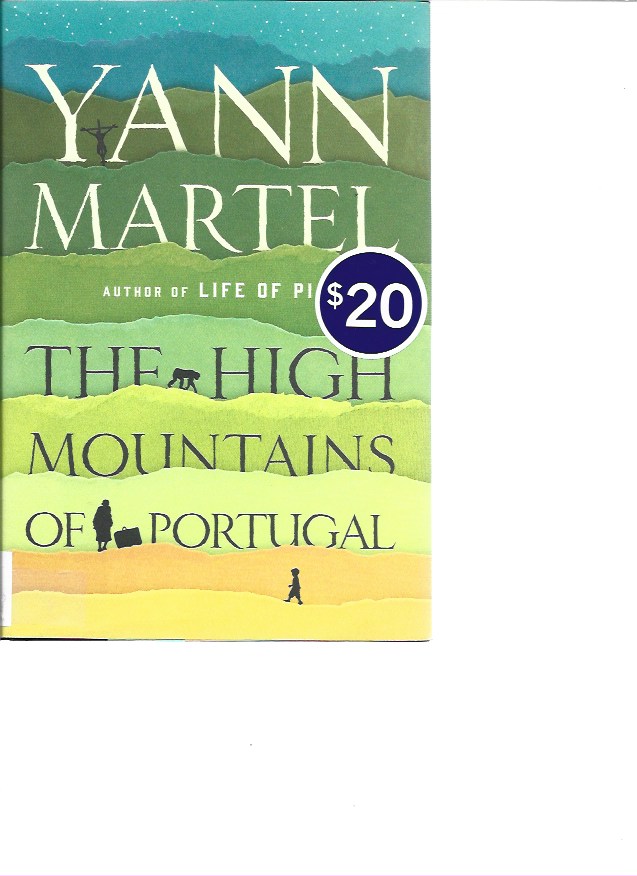 YANN
MARTEL
AUTHOR OF LIFE OF PI
$20
THE HIGH
MOUNTAINS
OF PORTUGAL